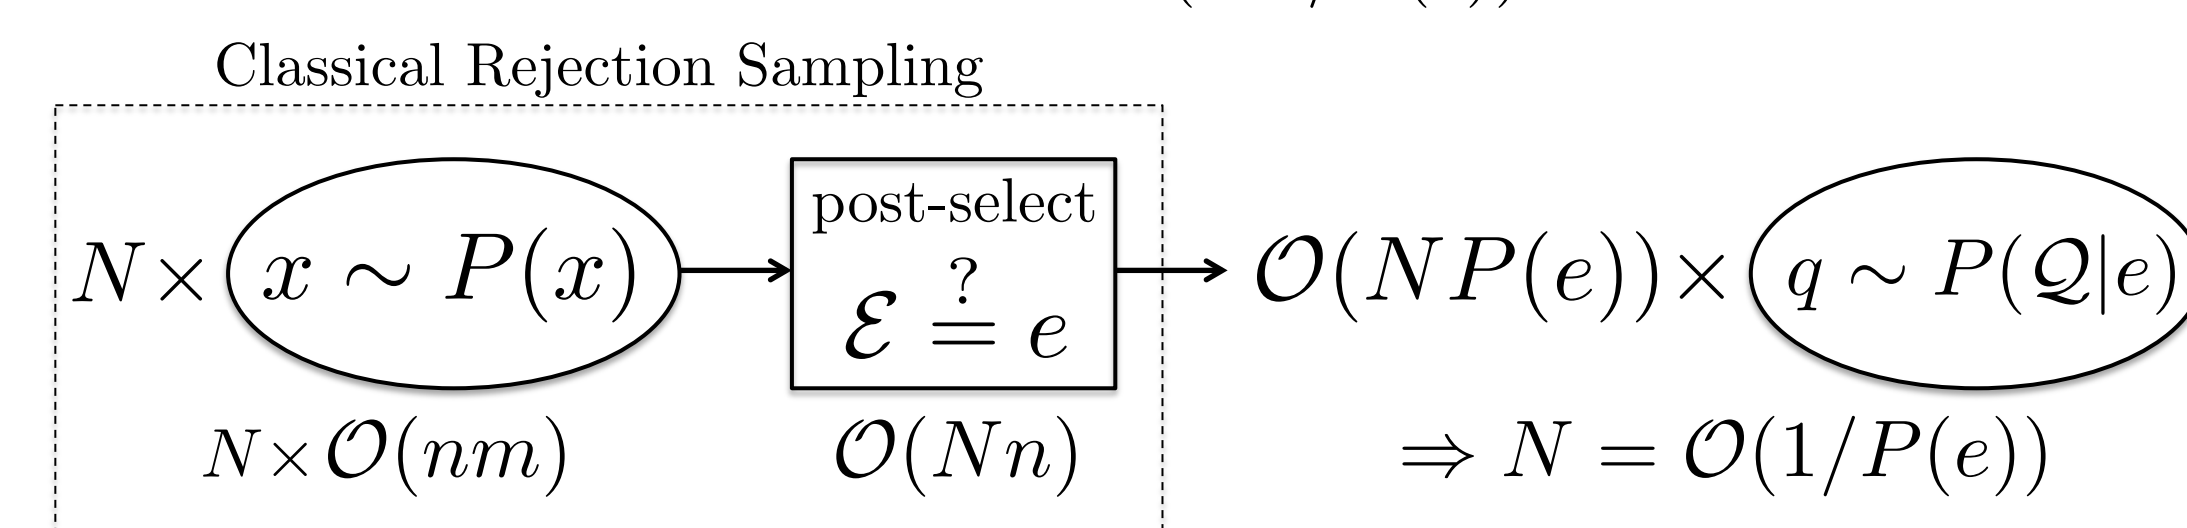 Classical Rejection Sampling
N × x ∼ P(x)
post-select
ℰ ≟ e
𝒪(NP(e)) × q ∼ P(𝒬|e)
N × 𝒪(nm)
𝒪(Nn)
⇒ N = 𝒪(1/P(e))